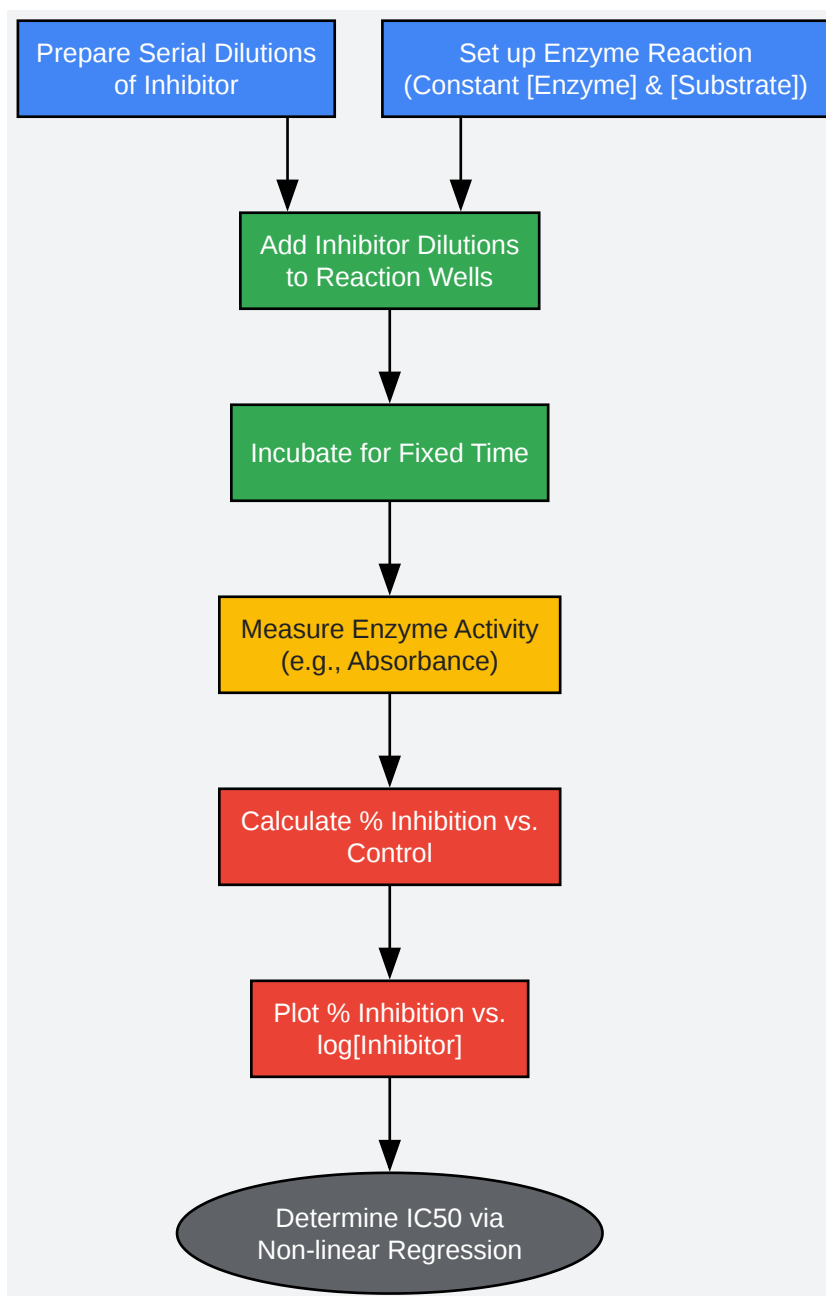 Prepare Serial Dilutions
of Inhibitor
Set up Enzyme Reaction
(Constant [Enzyme] & [Substrate])
Add Inhibitor Dilutions
to Reaction Wells
Incubate for Fixed Time
Measure Enzyme Activity
(e.g., Absorbance)
Calculate % Inhibition vs.
Control
Plot % Inhibition vs.
log[Inhibitor]
Determine IC50 via
Non-linear Regression